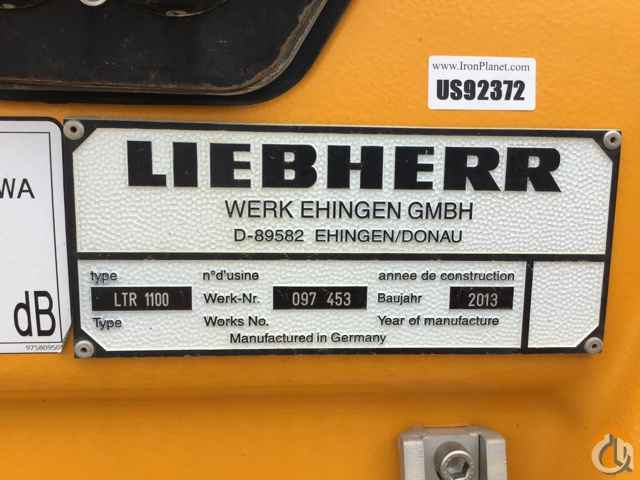 www.IronPlanet.com
US92372
WA
dB
LIEBHERR
WERK EHINGEN GMBH
D-89582 EHINGEN/DONAU
type n°d'usine annee de construction
LTR 1100 Werk-Nr. 097 453 Baujahr 2013
Type Works No. Year of manufacture
Manufactured in Germany